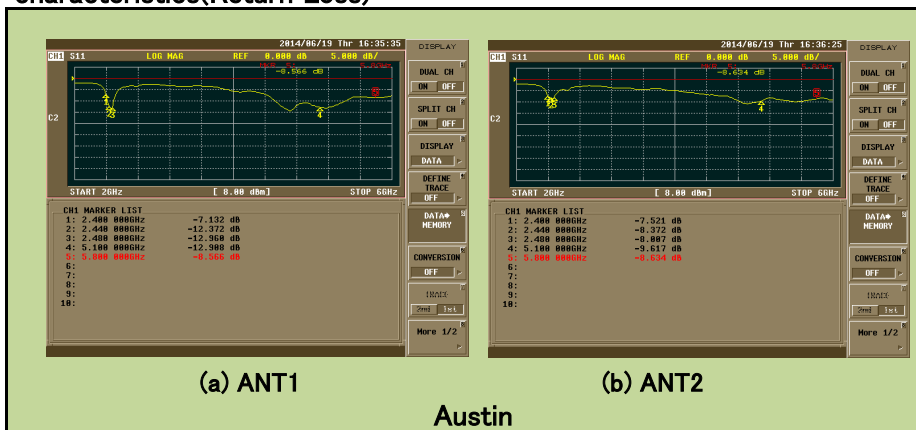 characteristics(Return Loss)
2014/06/19 Thr 16:35:35
CH1 S11 LOG MAG REF 0.000 dB 5.000 dB/
-8.566 dB
C2
1
3
4
5
START 2GHz [ 8.00 dBm] STOP 6GHz
CH1 MARKER LIST
1: 2.400 000GHz -7.132 dB
2: 2.440 000GHz -12.372 dB
3: 2.480 000GHz -12.960 dB
4: 5.100 000GHz -12.908 dB
5: 5.800 000GHz -8.566 dB
6:
7:
8:
9:
10:
DISPLAY
DUAL CH
ON OFF
SPLIT CH
ON OFF
DISPLAY
DATA
DEFINE
TRACE
OFF
DATA➔
MEMORY
CONVERSION
OFF
TRACE
2nd 1st
More 1/2
2014/06/19 Thr 16:36:25
CH1 S11 LOG MAG REF 0.000 dB 5.000 dB/
-8.634 dB
C2
3
4
5
START 2GHz [ 8.00 dBm] STOP 6GHz
CH1 MARKER LIST
1: 2.400 000GHz -7.521 dB
2: 2.440 000GHz -8.372 dB
3: 2.480 000GHz -8.007 dB
4: 5.100 000GHz -9.617 dB
5: 5.800 000GHz -8.634 dB
6:
7:
8:
9:
10:
DISPLAY
DUAL CH
ON OFF
SPLIT CH
ON OFF
DISPLAY
DATA
DEFINE
TRACE
OFF
DATA➔
MEMORY
CONVERSION
OFF
TRACE
2nd 1st
More 1/2
(a) ANT1
(b) ANT2
Austin